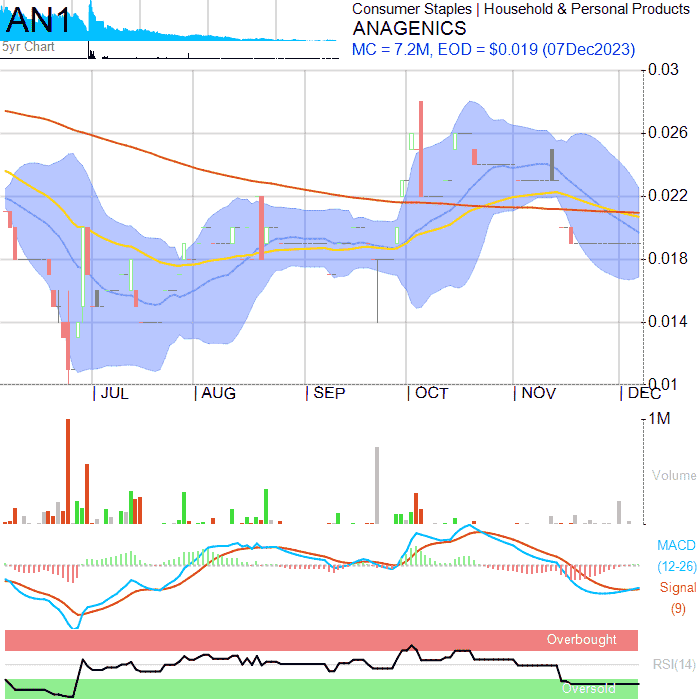 AN1
5yr Chart
Consumer Staples | Household & Personal Products
ANAGENICS
MC = 7.2M, EOD = $0.019 (07Dec2023)
0.03
0.026
0.022
0.018
0.014
0.01
JUL AUG SEP OCT NOV DEC
1M
Volume
MACD
(12-26)
Signal
(9)
Overbought
RSI(14)
Oversold